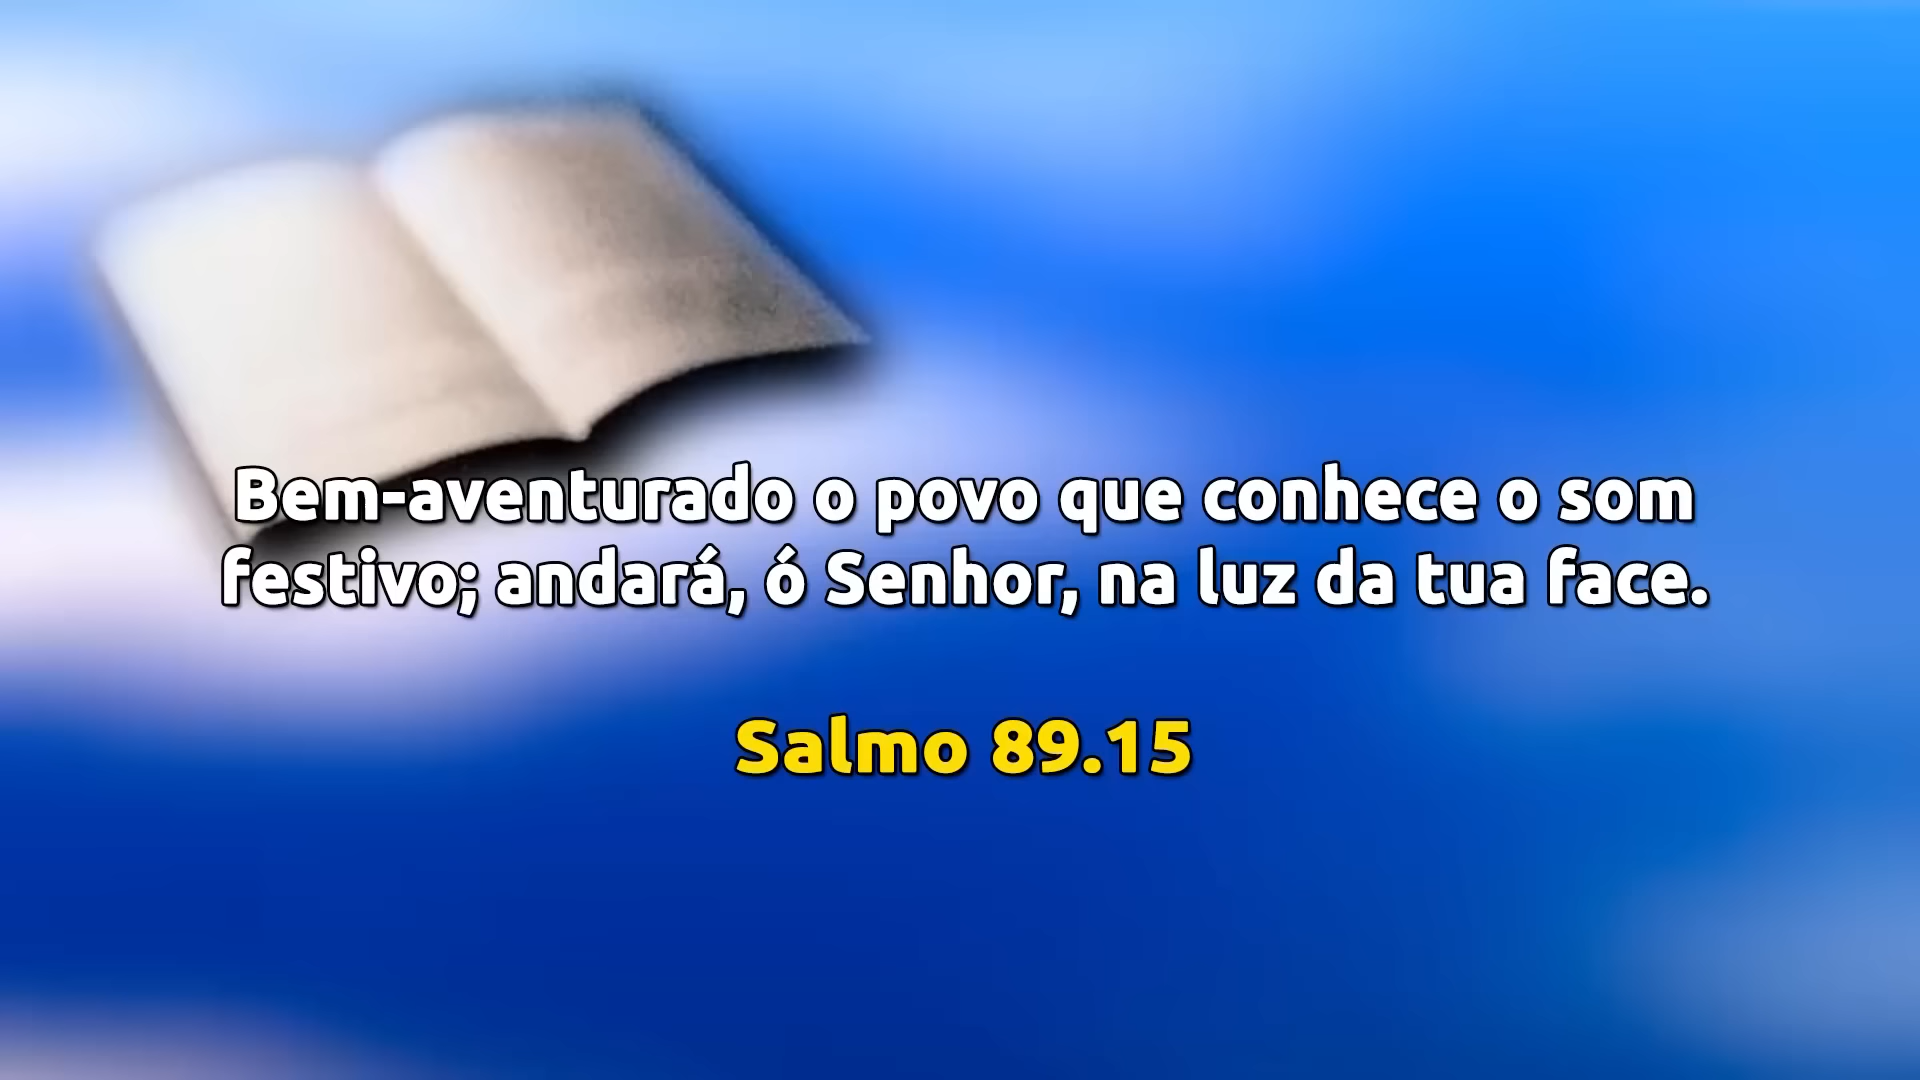 Bem-aventurado o povo que conhece o som
festivo; andará, ó Senhor, na luz da tua face.
Salmo 89.15